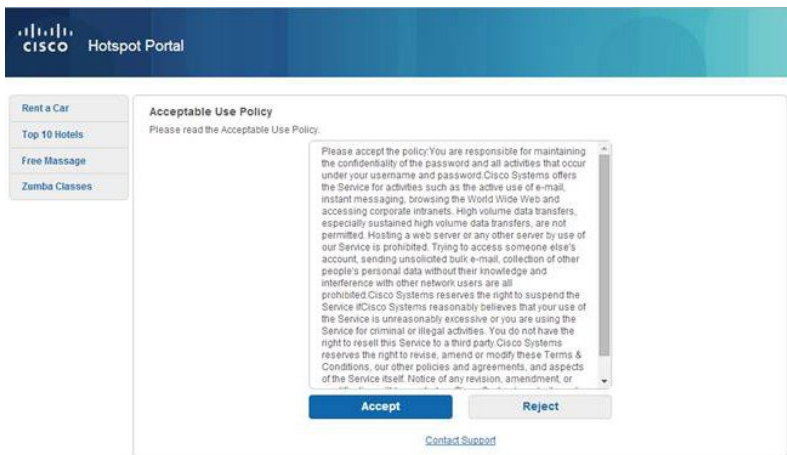 CISCO Hotspot Portal
Rent a Car
Top 10 Hotels
Free Massage
Zumba Classes
Acceptable Use Policy
Please read the Acceptable Use Policy.
Please accept the policy:You are responsible for maintaining
the confidentiality of the password and all activities that occur
under your username and password.Cisco Systems offers
the Service for activities such as the active use of e-mail,
instant messaging, browsing the World Wide Web and
accessing corporate intranets. High volume data transfers,
especially sustained high volume data transfers, are not
permitted. Hosting a web server or any other server by use of
our Service is prohibited. Trying to access someone else's
account, sending unsolicited bulk e-mail, collection of other
people's personal data without their knowledge and
interference with other network users are all
prohibited.Cisco Systems reserves the right to suspend the
Service ifCisco Systems reasonably believes that your use of
the Service is unreasonably excessive or you are using the
Service for criminal or illegal activities. You do not have the
right to resell this Service to a third party.Cisco Systems
reserves the right to revise, amend or modify these Terms &
Conditions, our other policies and agreements, and aspects
of the Service itself. Notice of any revision, amendment, or
Accept
Reject
Contact Support